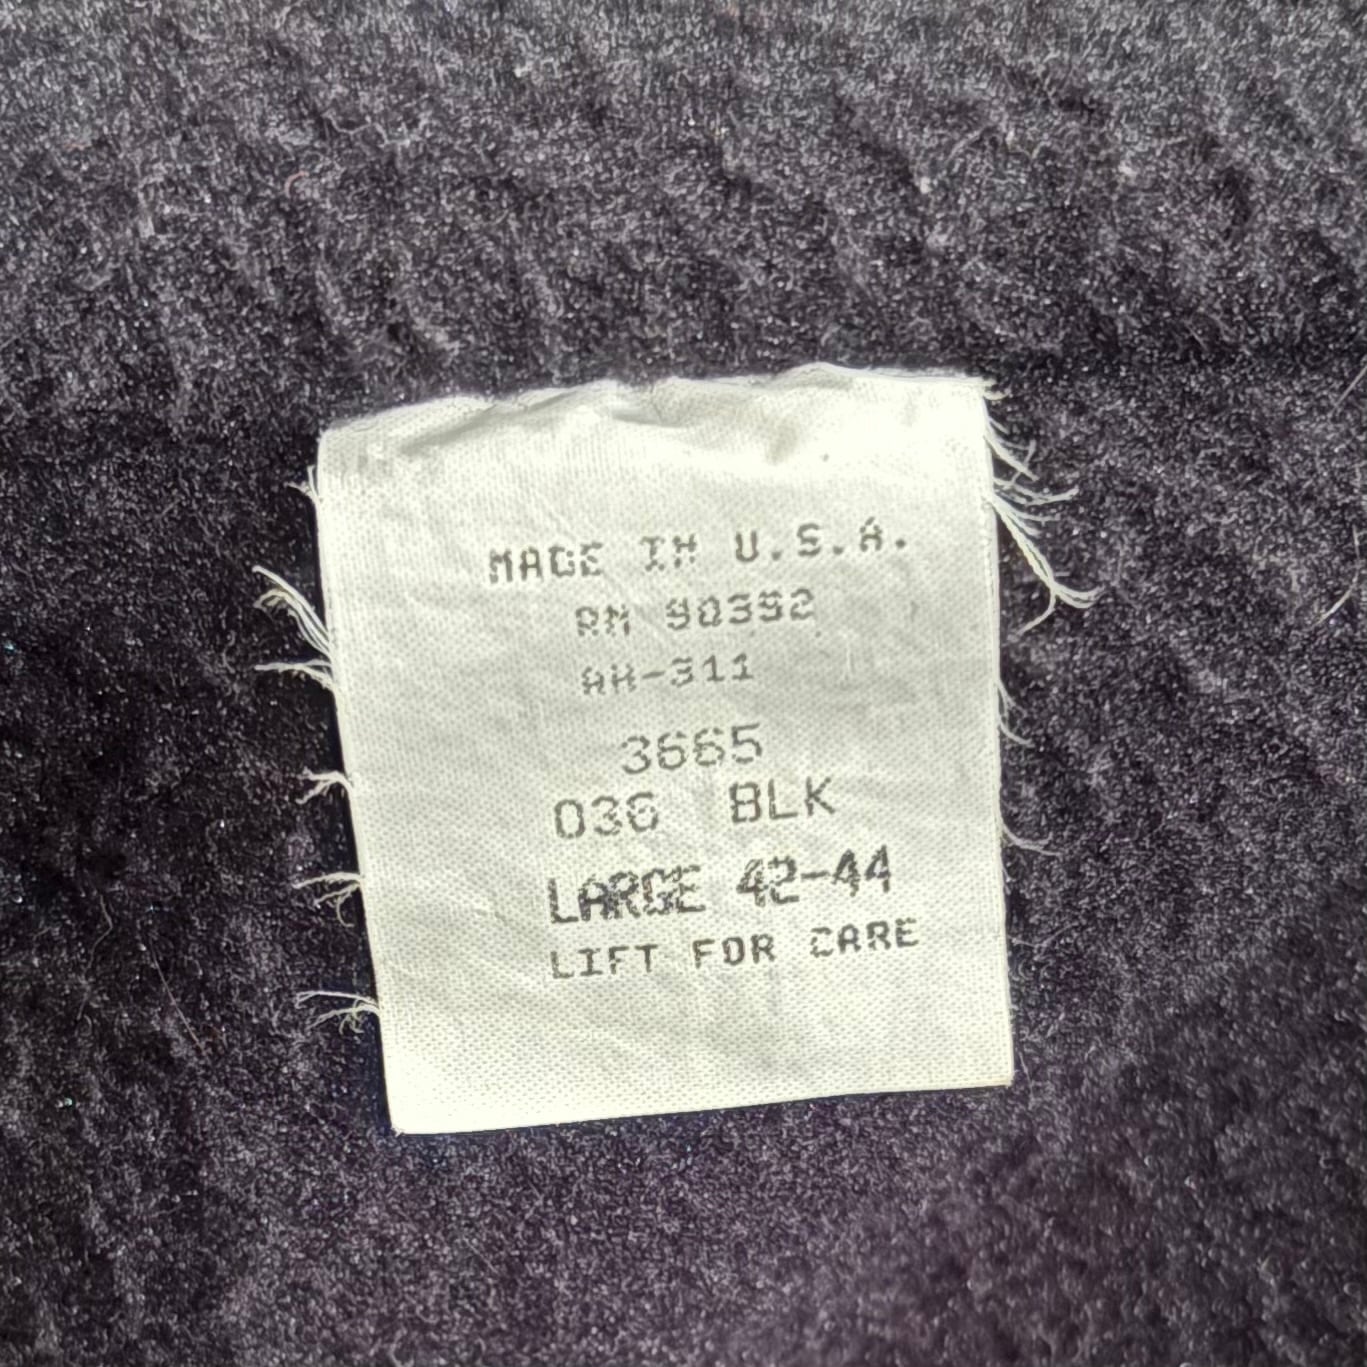 MADE IN U.S.A.
RN 90392
AH-311
3665
036 BLK
LARGE 42-44
LIFT FOR CARE